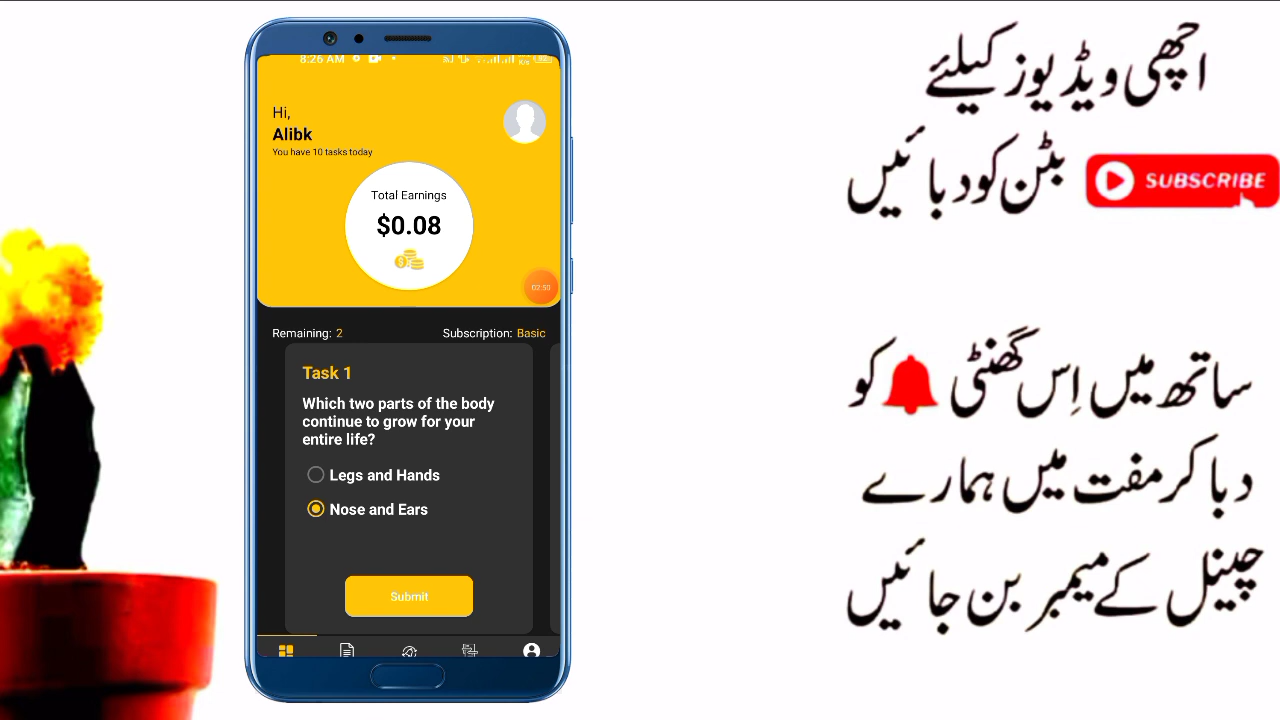 8:26 AM
Hi,
Alibk
You have 10 tasks today
Total Earnings
$0.08
02:50
Remaining: 2
Subscription: Basic
Task 1
Which two parts of the body
continue to grow for your
entire life?
Legs and Hands
Nose and Ears
Submit
اچھی ویڈیوز کیلئے
SUBSCRIBE بٹن کو دبائیں
ساتھ میں اِس گھنٹی کو
دبا کر مفت میں ہمارے
چینل کے میمبر بن جائیں